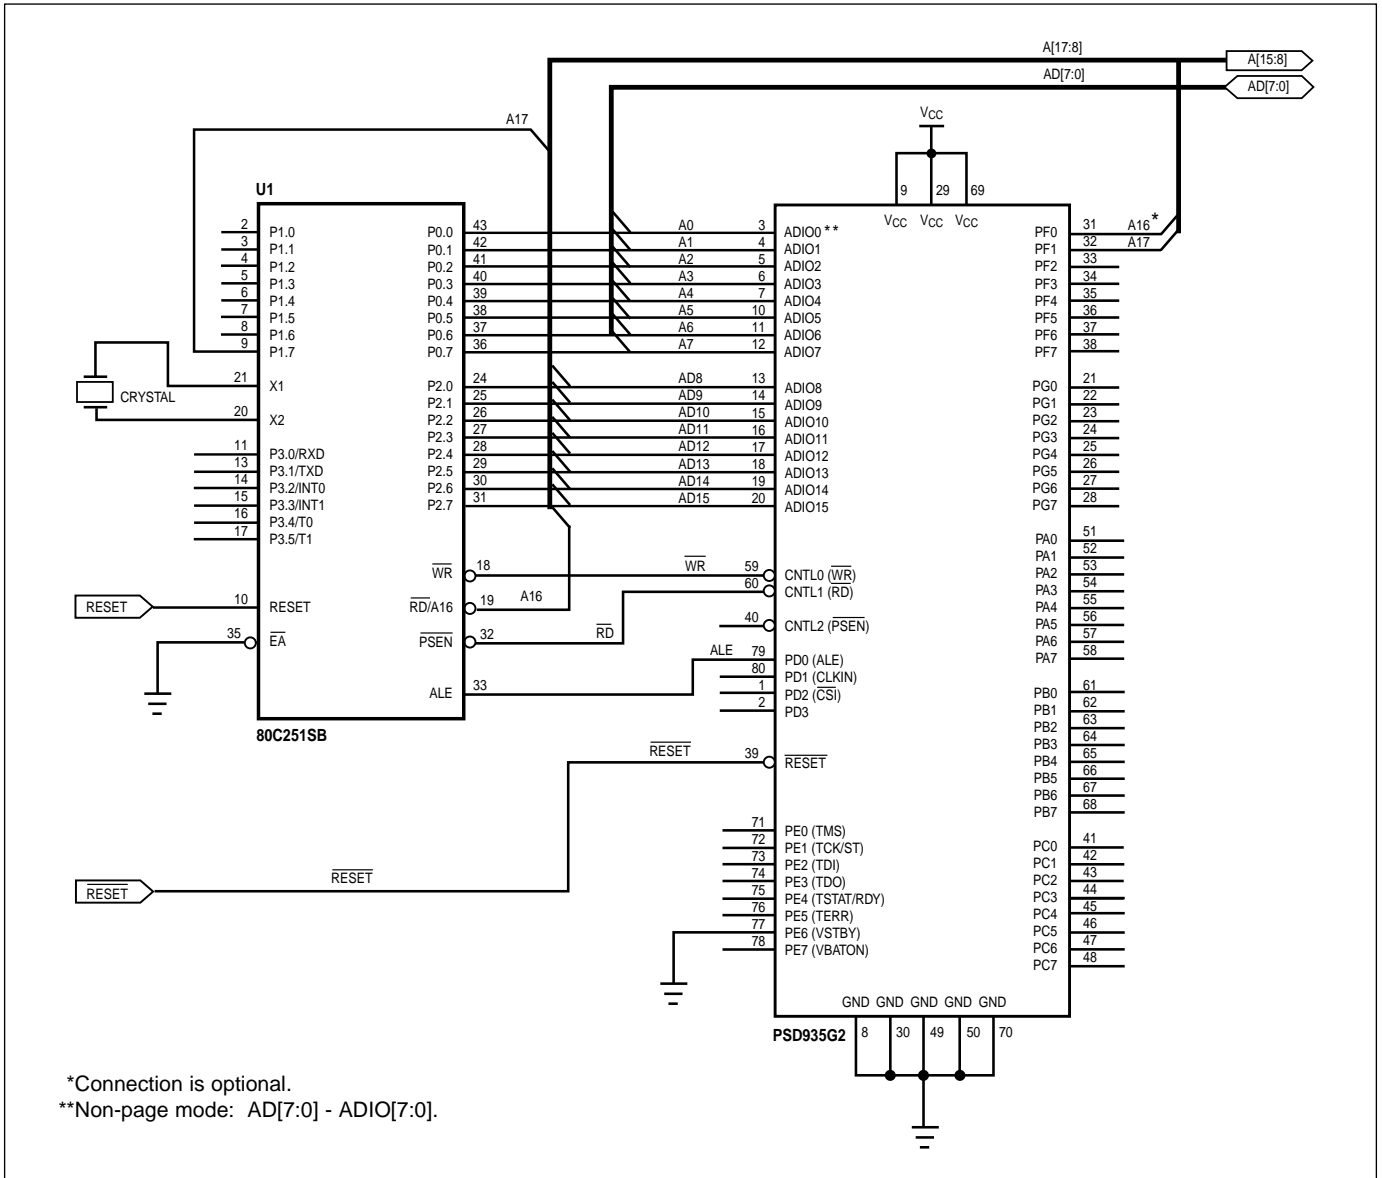 A[17:8]
A[15:8]
AD[7:0]
AD[7:0]
A17
VCC
U1
9 29 69
VCC VCC VCC
2 P1.0 P0.0 43 A0 3 ADIO0 ** PF0 31 A16 *
3 P1.1 P0.1 42 A1 4 ADIO1 PF1 32 A17
4 P1.2 P0.2 41 A2 5 ADIO2 PF2 33
5 P1.3 P0.3 40 A3 6 ADIO3 PF3 34
6 P1.4 P0.4 39 A4 7 ADIO4 PF4 35
7 P1.5 P0.5 38 A5 10 ADIO5 PF5 36
8 P1.6 P0.6 37 A6 11 ADIO6 PF6 37
9 P1.7 P0.7 36 A7 12 ADIO7 PF7 38
21 X1 P2.0 24 AD8 13 ADIO8 PG0 21
CRYSTAL
P2.1 25 AD9 14 ADIO9 PG1 22
20 X2 P2.2 26 AD10 15 ADIO10 PG2 23
P2.3 27 AD11 16 ADIO11 PG3 24
11 P3.0/RXD P2.4 28 AD12 17 ADIO12 PG4 25
13 P3.1/TXD P2.5 29 AD13 18 ADIO13 PG5 26
14 P3.2/INT0 P2.6 30 AD14 19 ADIO14 PG6 27
15 P3.3/INT1 P2.7 31 AD15 20 ADIO15 PG7 28
16 P3.4/T0
17 P3.5/T1
PA0 51
PA1 52
WR 18 WR 59 CNTL0 (WR) PA2 53
60 CNTL1 (RD) PA3 54
RESET 10 RESET RD/A16 19 A16 PA4 55
40 CNTL2 (PSEN) PA5 56
35 EA PSEN 32 RD PA6 57
ALE 79 PD0 (ALE) PA7 58
80 PD1 (CLKIN)
ALE 33 1 PD2 (CSI) PB0 61
2 PD3 PB1 62
80C251SB
PB2 63
PB3 64
RESET 39 RESET PB4 65
PB5 66
PB6 67
PB7 68
71 PE0 (TMS)
72 PE1 (TCK/ST) PC0 41
73 PE2 (TDI) PC1 42
RESET RESET 74 PE3 (TDO) PC2 43
75 PE4 (TSTAT/RDY) PC3 44
76 PE5 (TERR) PC4 45
77 PE6 (VSTBY) PC5 46
78 PE7 (VBATON) PC6 47
PC7 48
GND GND GND GND GND
PSD935G2 8 30 49 50 70
*Connection is optional.
**Non-page mode: AD[7:0] - ADIO[7:0].